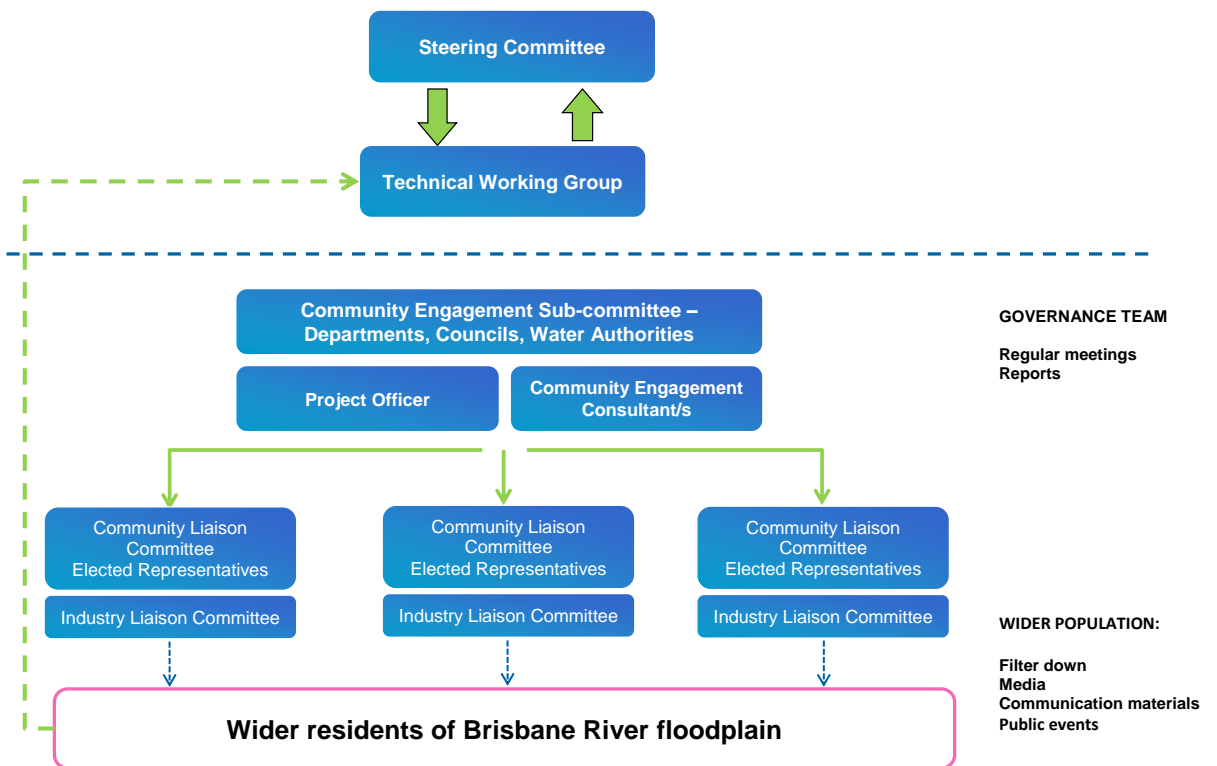 Steering Committee
Technical Working Group
Community Engagement Sub-committee –
Departments, Councils, Water Authorities
GOVERNANCE TEAM
Regular meetings
Reports
Project Officer
Community Engagement
Consultant/s
Community Liaison
Committee
Elected Representatives
Community Liaison
Committee
Elected Representatives
Community Liaison
Committee
Elected Representatives
Industry Liaison Committee
Industry Liaison Committee
Industry Liaison Committee
WIDER POPULATION:
Filter down
Media
Communication materials
Public events
Wider residents of Brisbane River floodplain